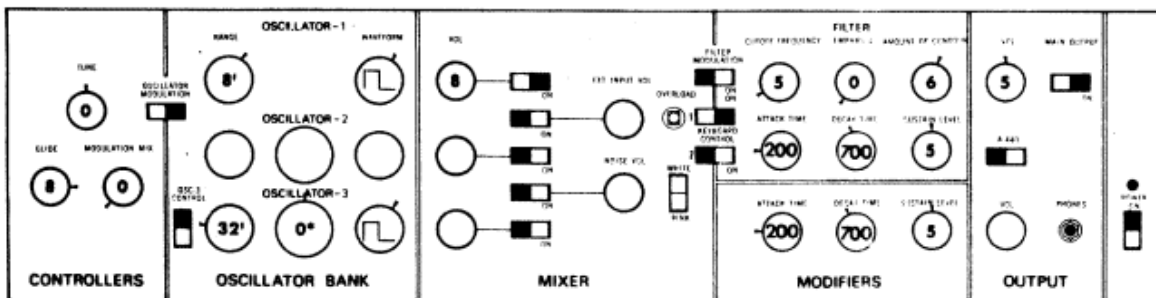 TUNE
0
OSCILLATOR MODULATION
GLIDE
8
MODULATION MIX
0
CONTROLLERS
OSCILLATOR-1
RANGE
8'
WAVEFORM
OSCILLATOR-2
OSCILLATOR-3
OSC.3 CONTROL
32'
0*
OSCILLATOR BANK
VOL
8
ON
ON
ON
ON
ON
EXT INPUT VOL
OVERLOAD
NOISE VOL
WHITE
PINK
MIXER
FILTER
FILTER MODULATION
ON
ON
1
KEYBOARD CONTROL
2
ON
CUTOFF FREQUENCY
5
0
AMOUNT OF CONTOUR
6
ATTACK TIME
200
DECAY TIME
700
SUSTAIN LEVEL
5
ATTACK TIME
200
DECAY TIME
700
SUSTAIN LEVEL
5
MODIFIERS
5
MAIN OUTPUT
ON
A-440
VOL
PHONES
OUTPUT
POWER
ON